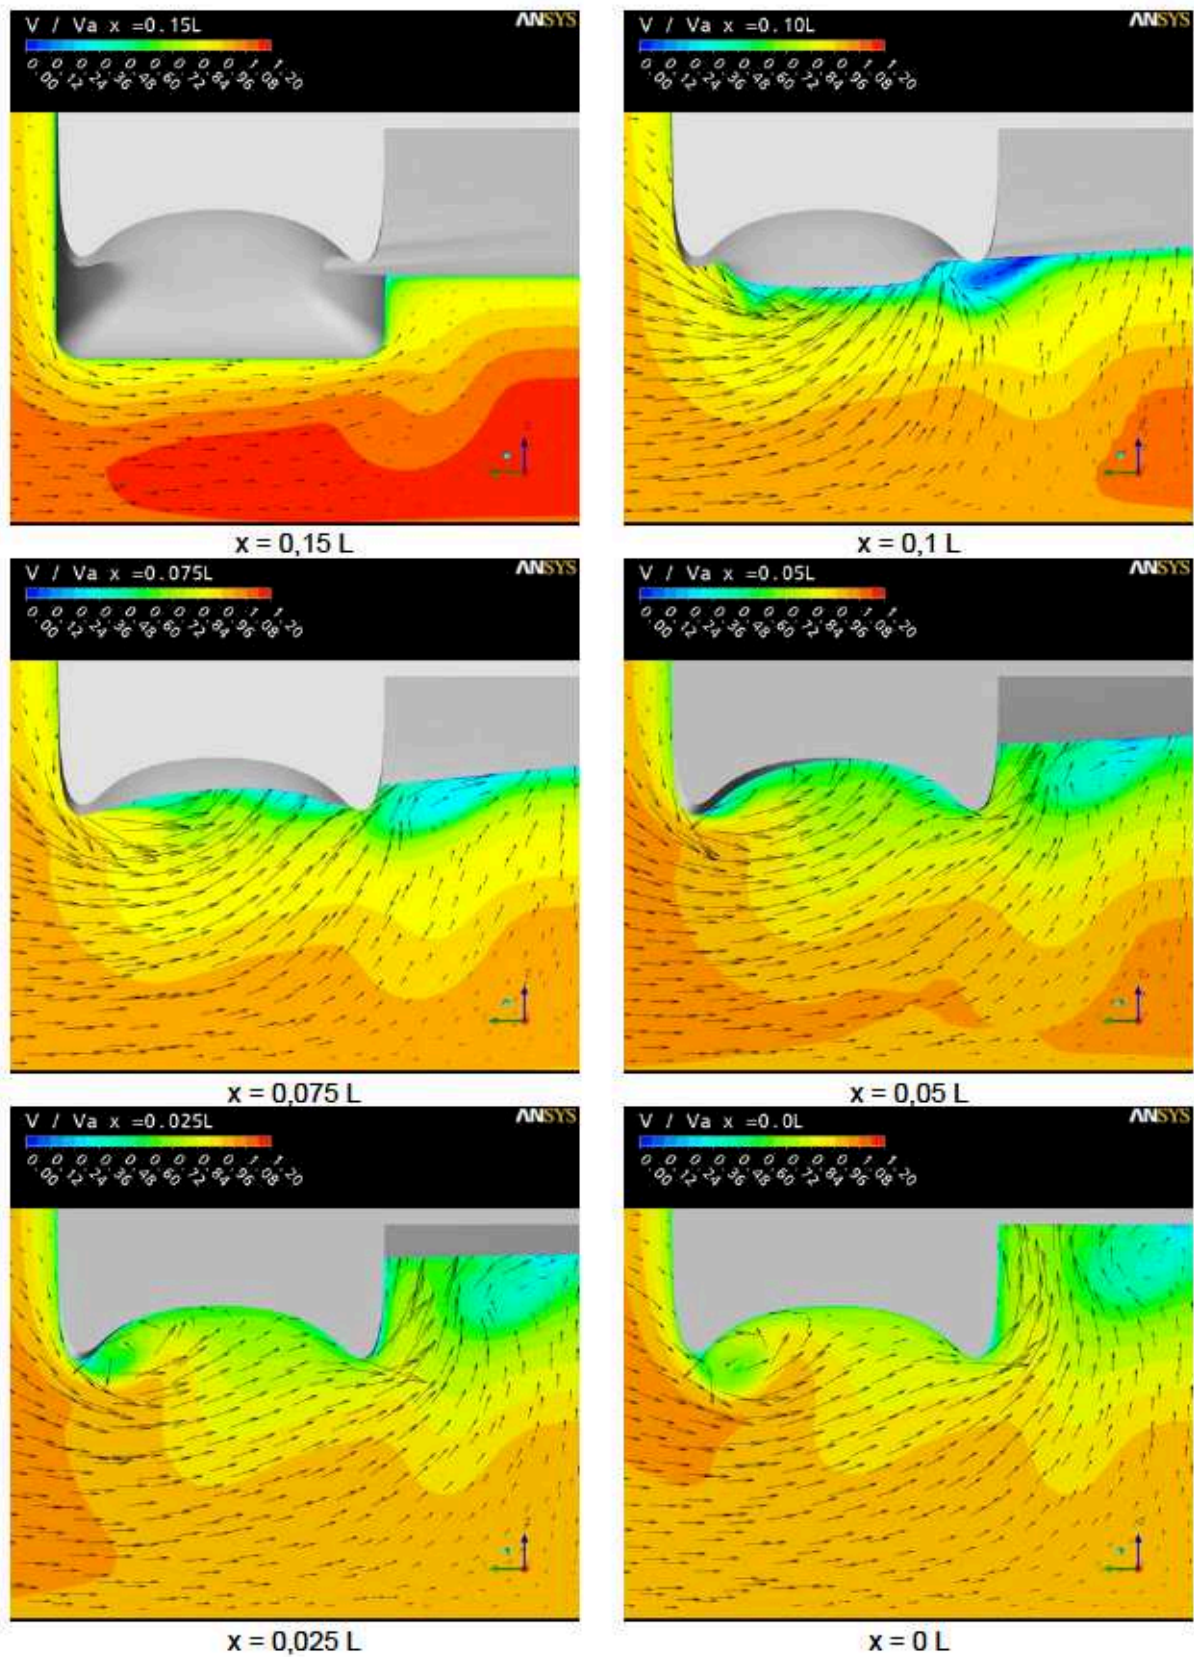 V / Va x =0.15L
ANSYS
0.00 0.12 0.24 0.36 0.48 0.60 0.72 0.84 0.96 1.08 1.20
x = 0,15 L
V / Va x =0.10L
ANSYS
0.00 0.12 0.24 0.36 0.48 0.60 0.72 0.84 0.96 1.08 1.20
x = 0,1 L
V / Va x =0.075L
ANSYS
0.00 0.12 0.24 0.36 0.48 0.60 0.72 0.84 0.96 1.08 1.20
x = 0,075 L
V / Va x =0.05L
ANSYS
0.00 0.12 0.24 0.36 0.48 0.60 0.72 0.84 0.96 1.08 1.20
x = 0,05 L
V / Va x =0.025L
ANSYS
0.00 0.12 0.24 0.36 0.48 0.60 0.72 0.84 0.96 1.08 1.20
x = 0,025 L
V / Va x =0.0L
ANSYS
0.00 0.12 0.24 0.36 0.48 0.60 0.72 0.84 0.96 1.08 1.20
x = 0 L